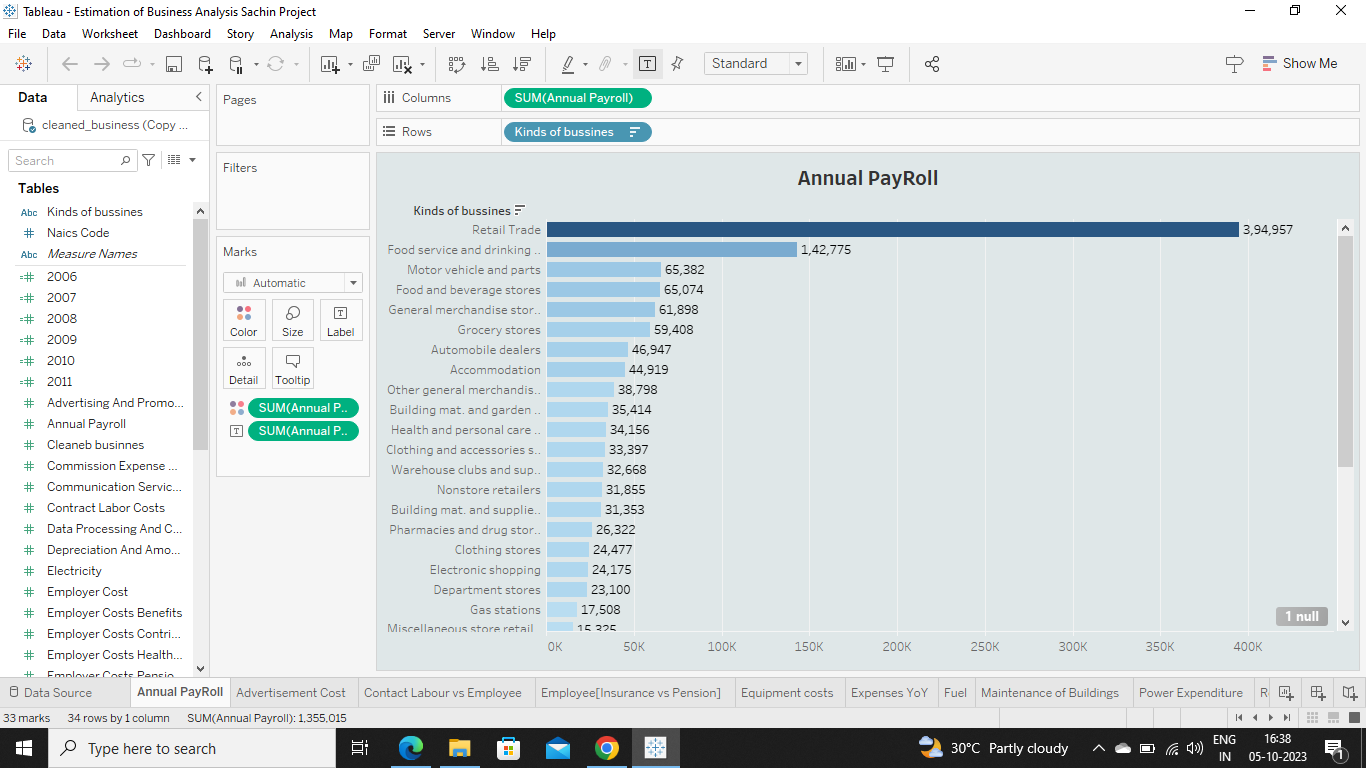 Tableau - Estimation of Business Analysis Sachin Project
File Data Worksheet Dashboard Story Analysis Map Format Server Window Help
Standard
Show Me
Data Analytics
cleaned_business (Copy ...
Search
Tables
Abc Kinds of bussines
# Naics Code
Abc Measure Names
=# 2006
=# 2007
=# 2008
=# 2009
=# 2010
=# 2011
# Advertising And Promo...
# Annual Payroll
# Cleaneb businnes
# Commission Expense ...
# Communication Servic...
# Contract Labor Costs
# Data Processing And C...
# Depreciation And Amo...
# Electricity
# Employer Cost
# Employer Costs Benefits
# Employer Costs Contri...
# Employer Costs Health...
# Employer Costs Pensio...
Pages
Filters
Marks
Automatic
Color Size Label
Detail Tooltip
SUM(Annual P..
SUM(Annual P..
Columns SUM(Annual Payroll)
Rows Kinds of bussines
Annual PayRoll
Kinds of bussines
Retail Trade 3,94,957
Food service and drinking .. 1,42,775
Motor vehicle and parts 65,382
Food and beverage stores 65,074
General merchandise stor.. 61,898
Grocery stores 59,408
Automobile dealers 46,947
Accommodation 44,919
Other general merchandis.. 38,798
Building mat. and garden .. 35,414
Health and personal care .. 34,156
Clothing and accessories s.. 33,397
Warehouse clubs and sup.. 32,668
Nonstore retailers 31,855
Building mat. and supplie.. 31,353
Pharmacies and drug stor.. 26,322
Clothing stores 24,477
Electronic shopping 24,175
Department stores 23,100
Gas stations 17,508
Miscellaneous store retail.. 15,325
1 null
0K 50K 100K 150K 200K 250K 300K 350K 400K
Data Source Annual PayRoll Advertisement Cost Contact Labour vs Employee Employee[Insurance vs Pension] Equipment costs Expenses YoY Fuel Maintenance of Buildings Power Expenditure
3 marks 34 rows by 1 column SUM(Annual Payroll): 1,355,015
Type here to search
30°C Partly cloudy
ENG
IN
16:38
05-10-2023
1